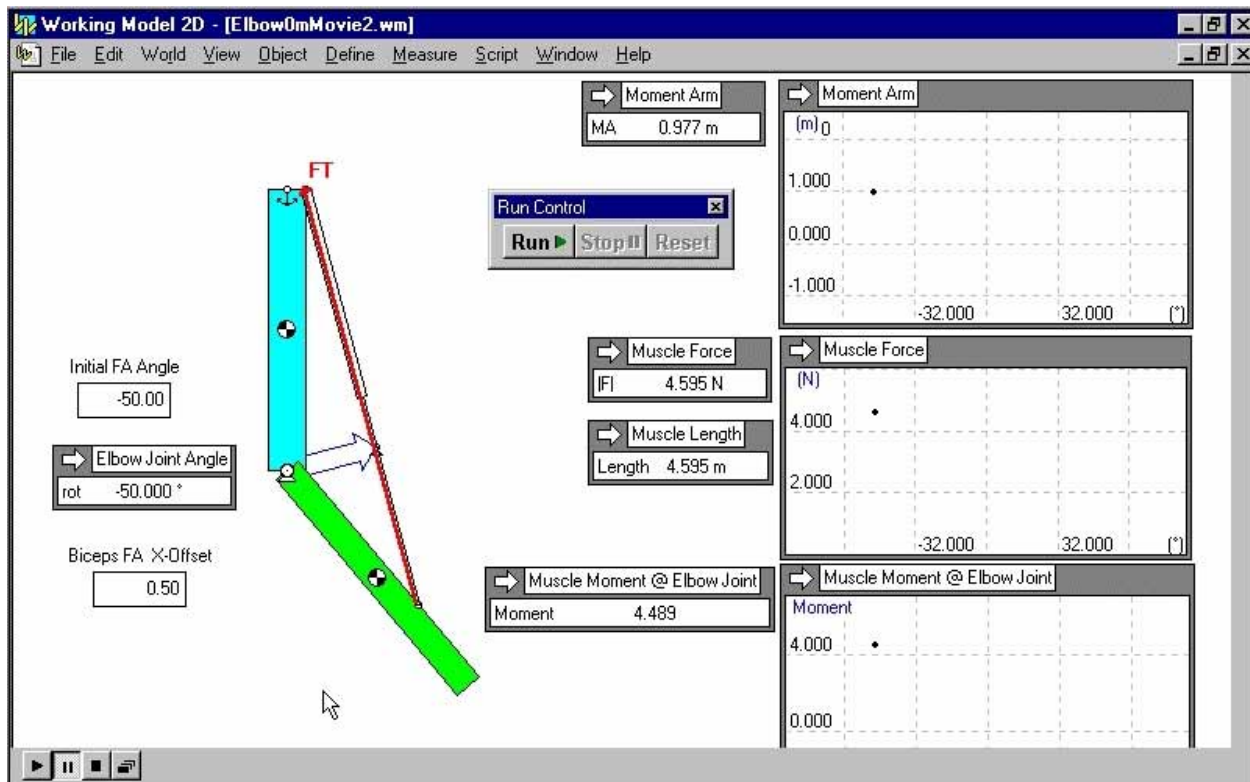 Working Model 2D - [Elbow0mMovie2.wm]
File Edit World View Object Define Measure Script Window Help
Moment Arm
MA 0.977 m
Moment Arm
(m) 0
1.000
0.000
-1.000
-32.000 32.000 (°)
FT
Run Control
Run Stop Reset
Initial FA Angle
-50.00
Elbow Joint Angle
rot -50.000 °
Biceps FA X-Offset
0.50
Muscle Force
|F| 4.595 N
Muscle Length
Length 4.595 m
Muscle Force
(N)
4.000
2.000
-32.000 32.000 (°)
Muscle Moment @ Elbow Joint
Moment 4.489
Muscle Moment @ Elbow Joint
Moment
4.000
0.000